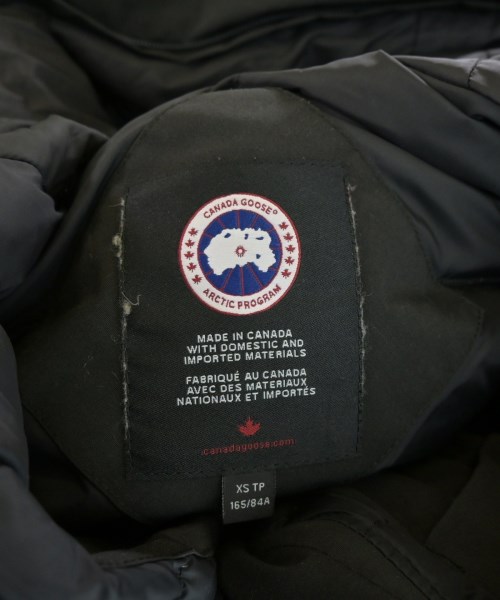 CANADA GOOSE®
ARCTIC PROGRAM
MADE IN CANADA
WITH DOMESTIC AND
IMPORTED MATERIALS
FABRIQUÉ AU CANADA
AVEC DES MATERIAUX
NATIONAUX ET IMPORTÉS
canadagoose.com
XS TP
165/84A